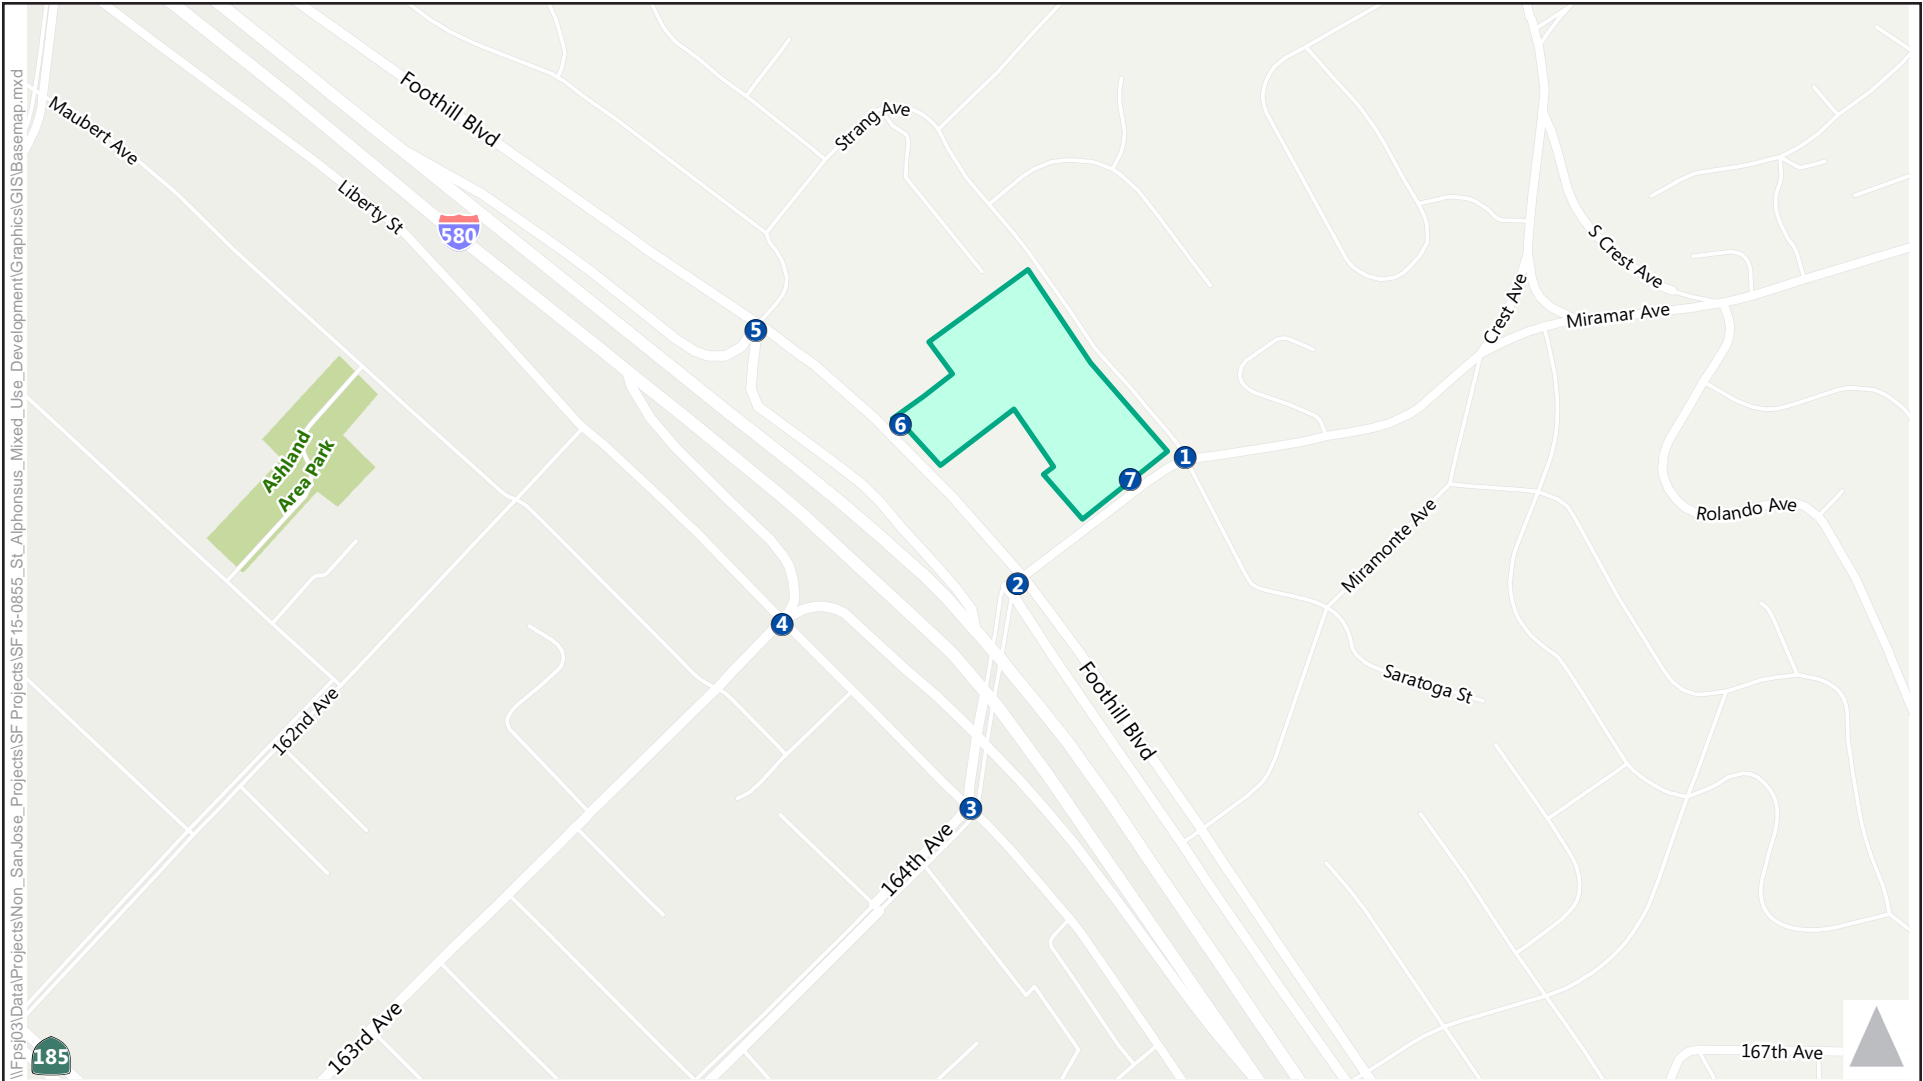 \\Fpsj03\Data\Projects\Non_SanJose_Projects\SF Projects\SF15-0855_St_Alphonsus_Mixed_Use_Development\Graphics\GIS\Basemap.mxd
Foothill Blvd
Maubert Ave
Strang Ave
Liberty St
580
S Crest Ave
Crest Ave
Miramar Ave
5
6
Ashland
Area Park
1
7
Rolando Ave
Miramonte Ave
2
4
Saratoga St
Foothill Blvd
162nd Ave
3
164th Ave
163rd Ave
185
167th Ave